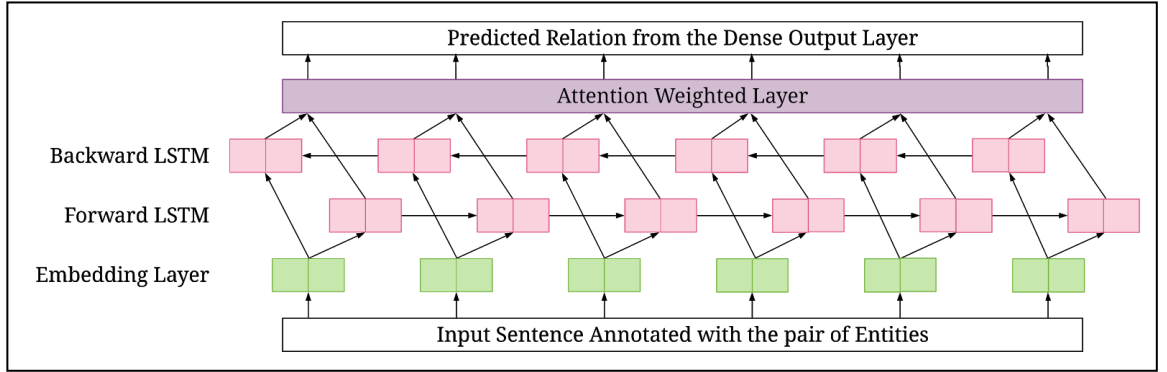 Predicted Relation from the Dense Output Layer
Attention Weighted Layer
Backward LSTM
Forward LSTM
Embedding Layer
Input Sentence Annotated with the pair of Entities